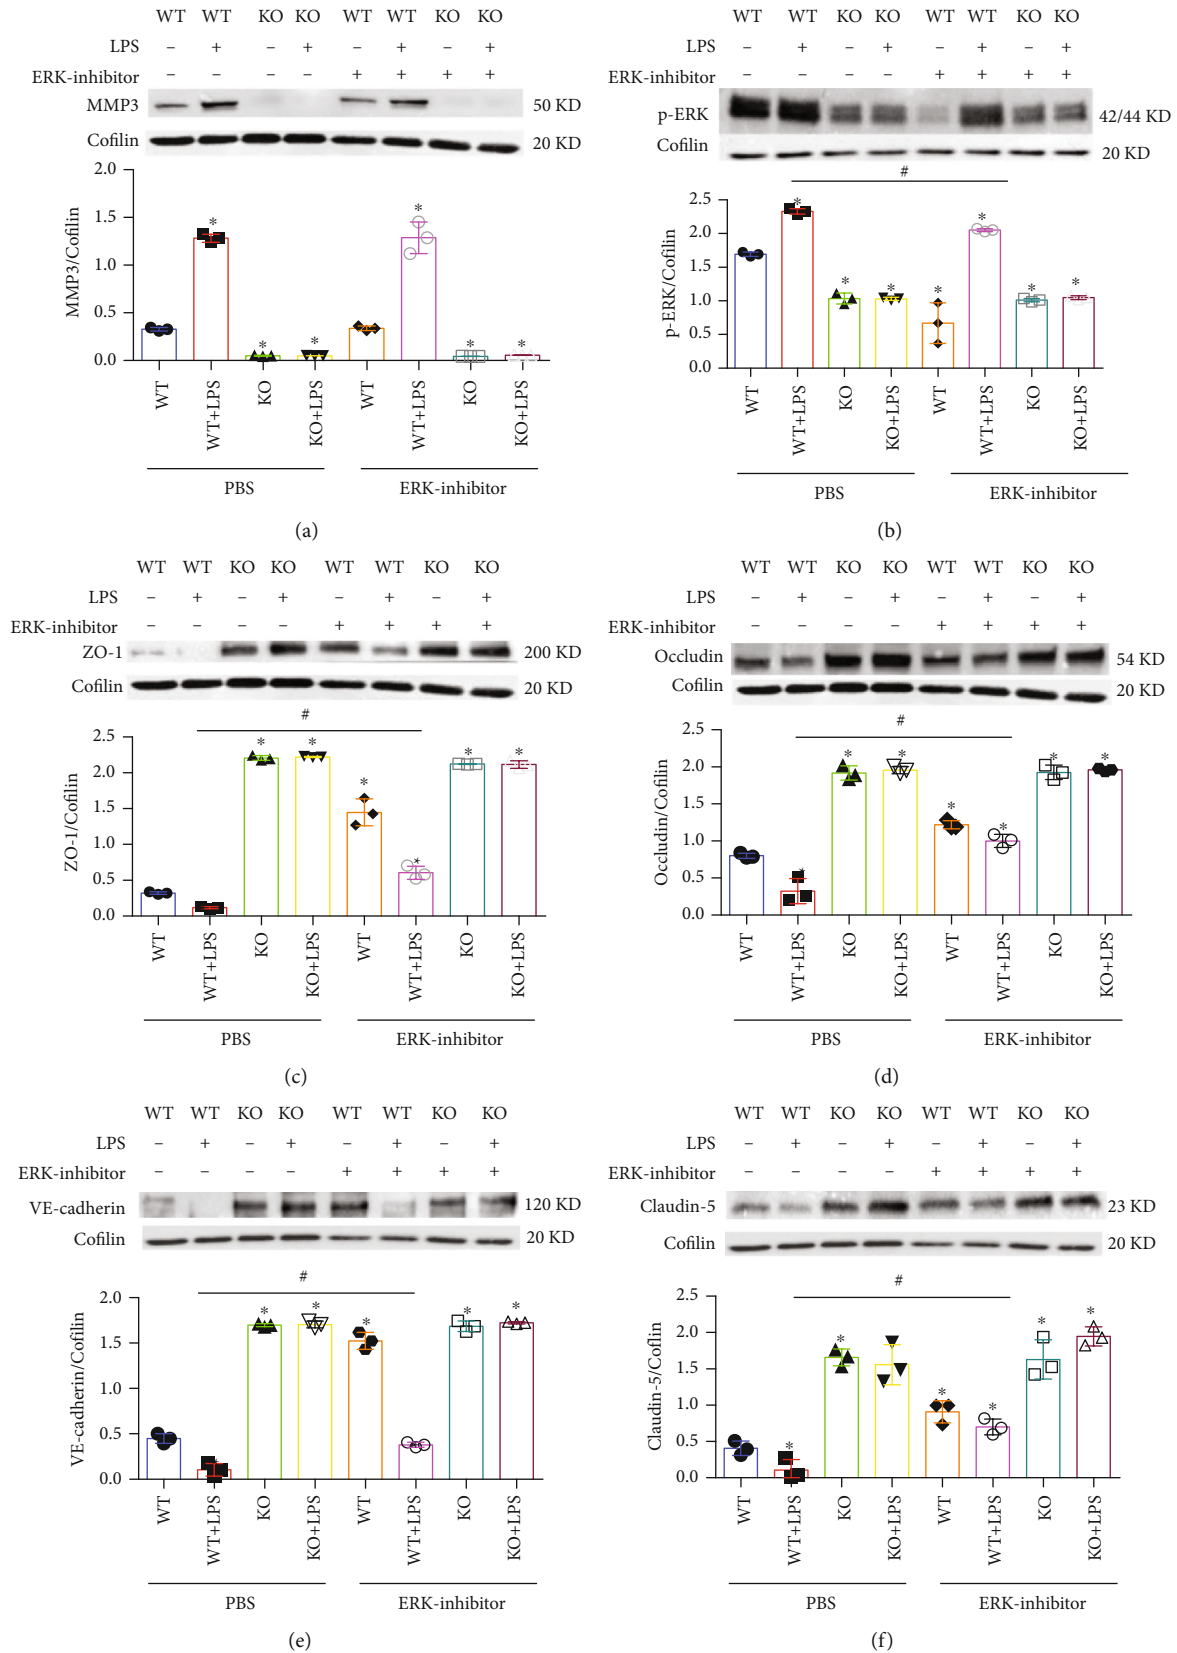 WT WT KO KO WT WT KO KO
LPS – + – + – + – +
ERK-inhibitor – – – – + + + +
MMP3 50 KD
Cofilin 20 KD
MMP3/Cofilin
1.5
* *
1.0
0.5
* * * *
0.0
WT WT+LPS KO KO+LPS WT WT+LPS KO KO+LPS
PBS ERK-inhibitor
(a)
WT WT KO KO WT WT KO KO
LPS – + – + – + – +
ERK-inhibitor – – – – + + + +
p-ERK 42/44 KD
Cofilin 20 KD
#
p-ERK/Cofilin
2.5
* *
2.0
1.5
* * * * *
1.0
0.5
0.0
WT WT+LPS KO KO+LPS WT WT+LPS KO KO+LPS
PBS ERK-inhibitor
(b)
WT WT KO KO WT WT KO KO
LPS – + – + – + – +
ERK-inhibitor – – – – + + + +
ZO-1 200 KD
Cofilin 20 KD
#
ZO-1/Cofilin
2.5
* * * *
2.0
*
1.5
1.0
*
0.5
0.0
WT WT+LPS KO KO+LPS WT WT+LPS KO KO+LPS
PBS ERK-inhibitor
(c)
WT WT KO KO WT WT KO KO
LPS – + – + – + – +
ERK-inhibitor – – – – + + + +
Occludin 54 KD
Cofilin 20 KD
#
Occludin/Cofilin
2.5
* * * *
2.0
1.5
* *
1.0
0.5
0.0
WT WT+LPS KO KO+LPS WT WT+LPS KO KO+LPS
PBS ERK-inhibitor
(d)
WT WT KO KO WT WT KO KO
LPS – + – + – + – +
ERK-inhibitor – – – – + + + +
VE-cadherin 120 KD
Cofilin 20 KD
#
VE-cadherin/Cofilin
2.0
* * * * *
1.5
1.0
0.5
0.0
WT WT+LPS KO KO+LPS WT WT+LPS KO KO+LPS
PBS ERK-inhibitor
(e)
WT WT KO KO WT WT KO KO
LPS – + – + – + – +
ERK-inhibitor – – – – + + + +
Claudin-5 23 KD
Cofilin 20 KD
#
Claudin-5/Coflin
2.5
* * *
2.0
1.5
* *
1.0
*
0.5
0.0
WT WT+LPS KO KO+LPS WT WT+LPS KO KO+LPS
PBS ERK-inhibitor
(f)